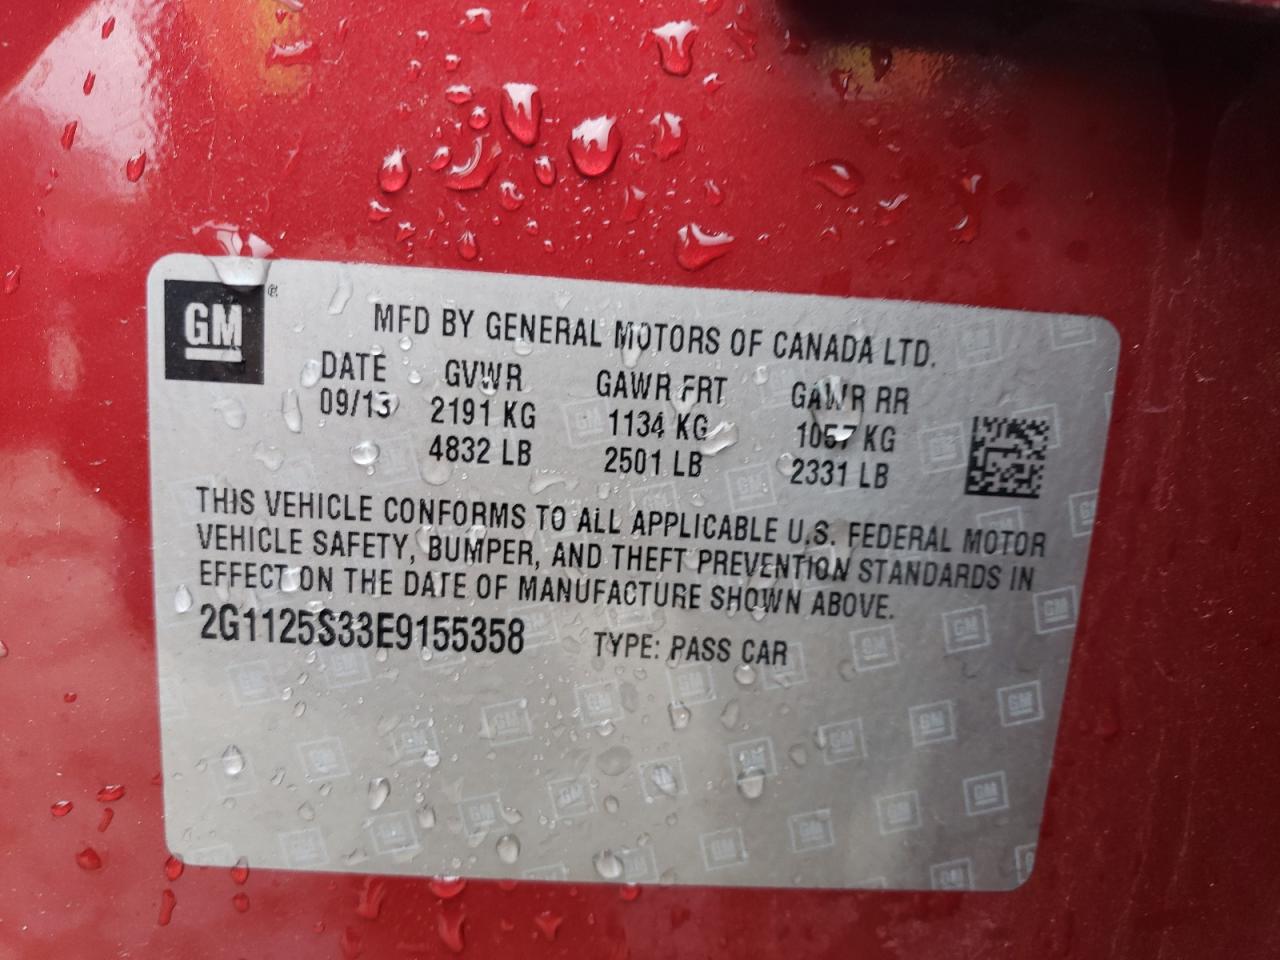 GM ®
MFD BY GENERAL MOTORS OF CANADA LTD.
DATE GVWR GAWR FRT GAWR RR
09/13 2191 KG 1134 KG 1057 KG
4832 LB 2501 LB 2331 LB
THIS VEHICLE CONFORMS TO ALL APPLICABLE U.S. FEDERAL MOTOR
VEHICLE SAFETY, BUMPER, AND THEFT PREVENTION STANDARDS IN
EFFECT ON THE DATE OF MANUFACTURE SHOWN ABOVE.
2G1125S33E9155358 TYPE: PASS CAR